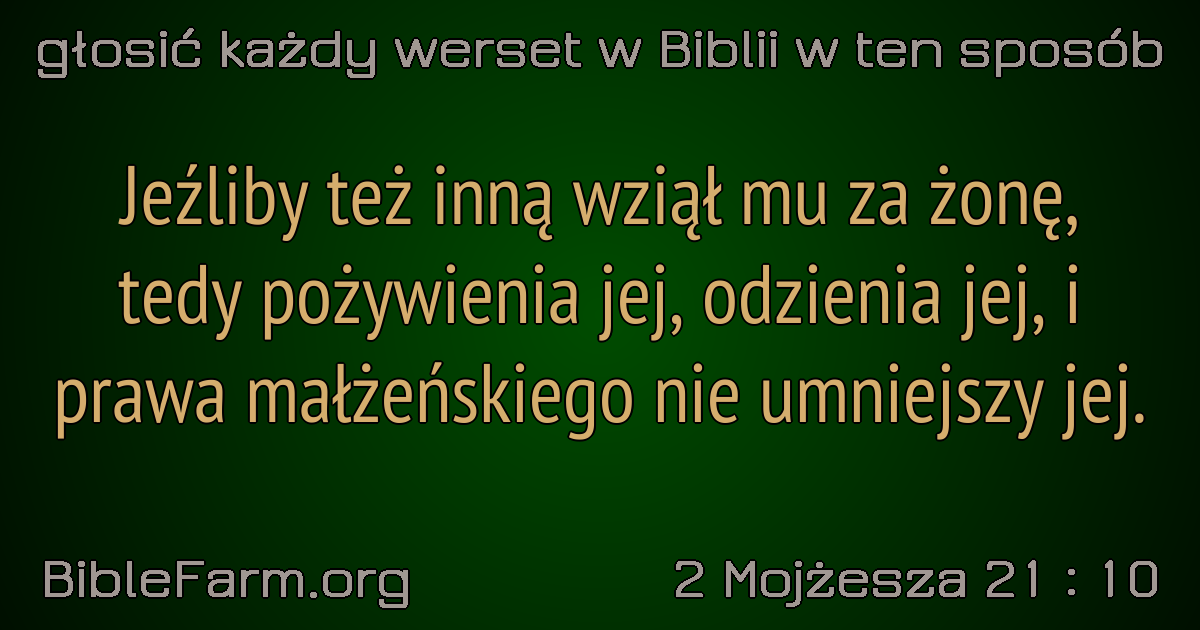 głosić każdy werset w Biblii w ten sposób
Jeźliby też inną wziął mu za żonę,
tedy pożywienia jej, odzienia jej, i
prawa małżeńskiego nie umniejszy jej.
BibleFarm.org
2 Mojżesza 21 : 10